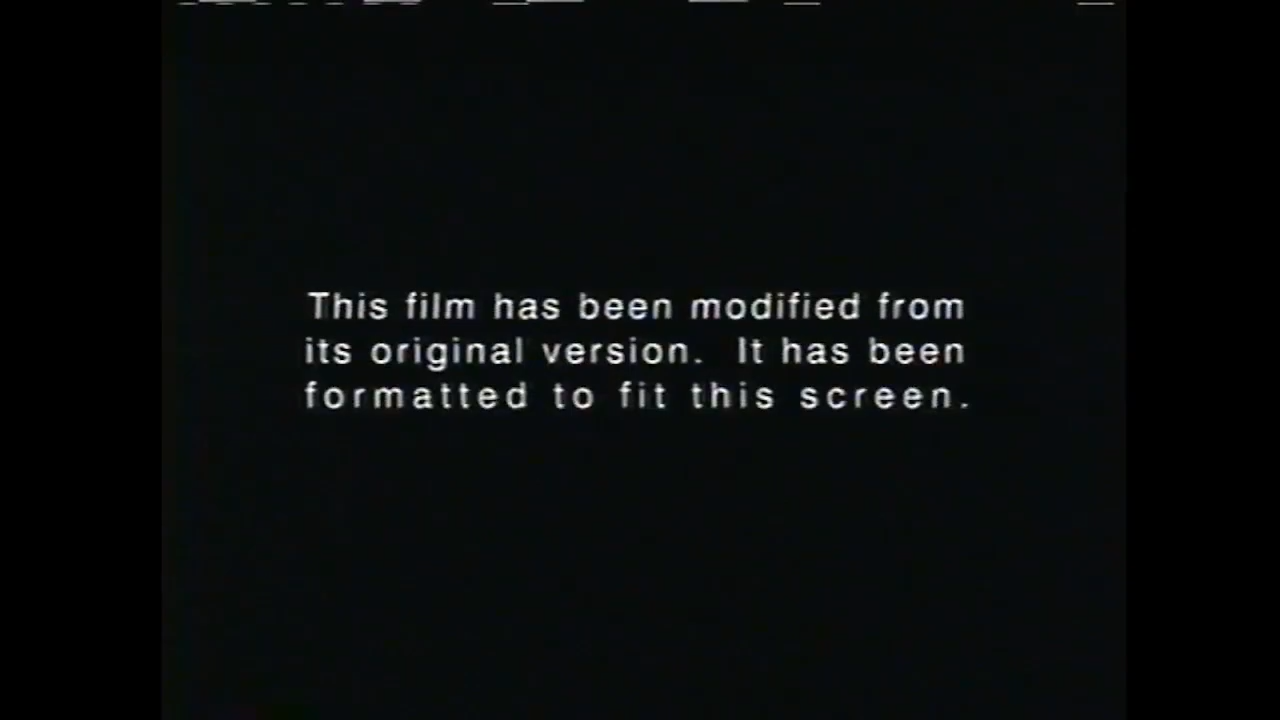 This film has been modified from
its original version.  It has been
formatted to fit this screen.